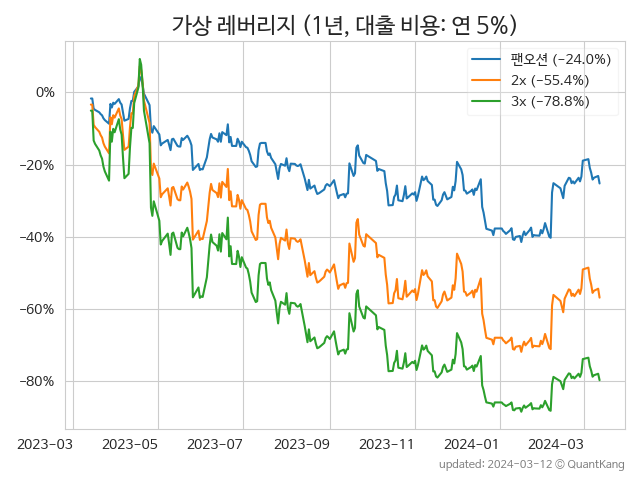 가상 레버리지 (1년, 대출 비용: 연 5%)
팬오션 (−24.0%)
2x (−55.4%)
3x (−78.8%)
0%
−20%
−40%
−60%
−80%
2023−03 2023−05 2023−07 2023−09 2023−11 2024−01 2024−03
updated: 2024-03-12 © QuantKang